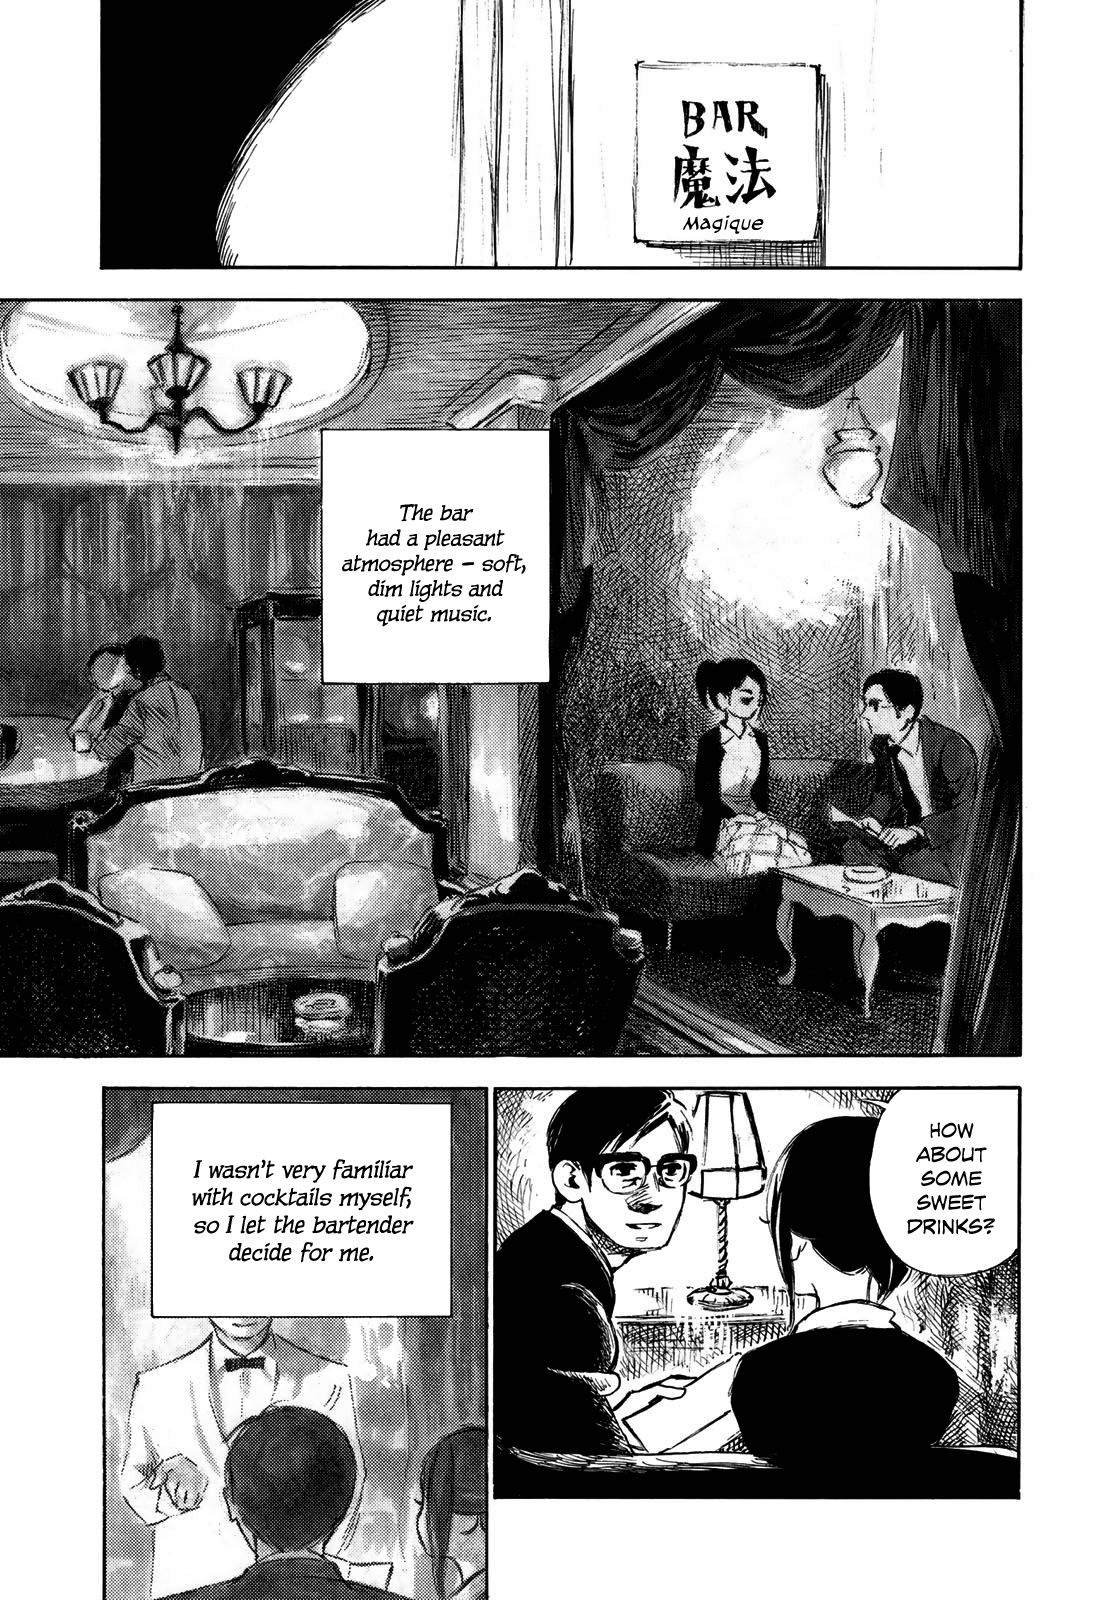 BAR
魔法
Magique
The bar
had a pleasant
atmosphere – soft,
dim lights and
quiet music.
HOW
ABOUT
SOME
SWEET
DRINKS?
I wasn't very familiar
with cocktails myself,
so I let the bartender
decide for me.